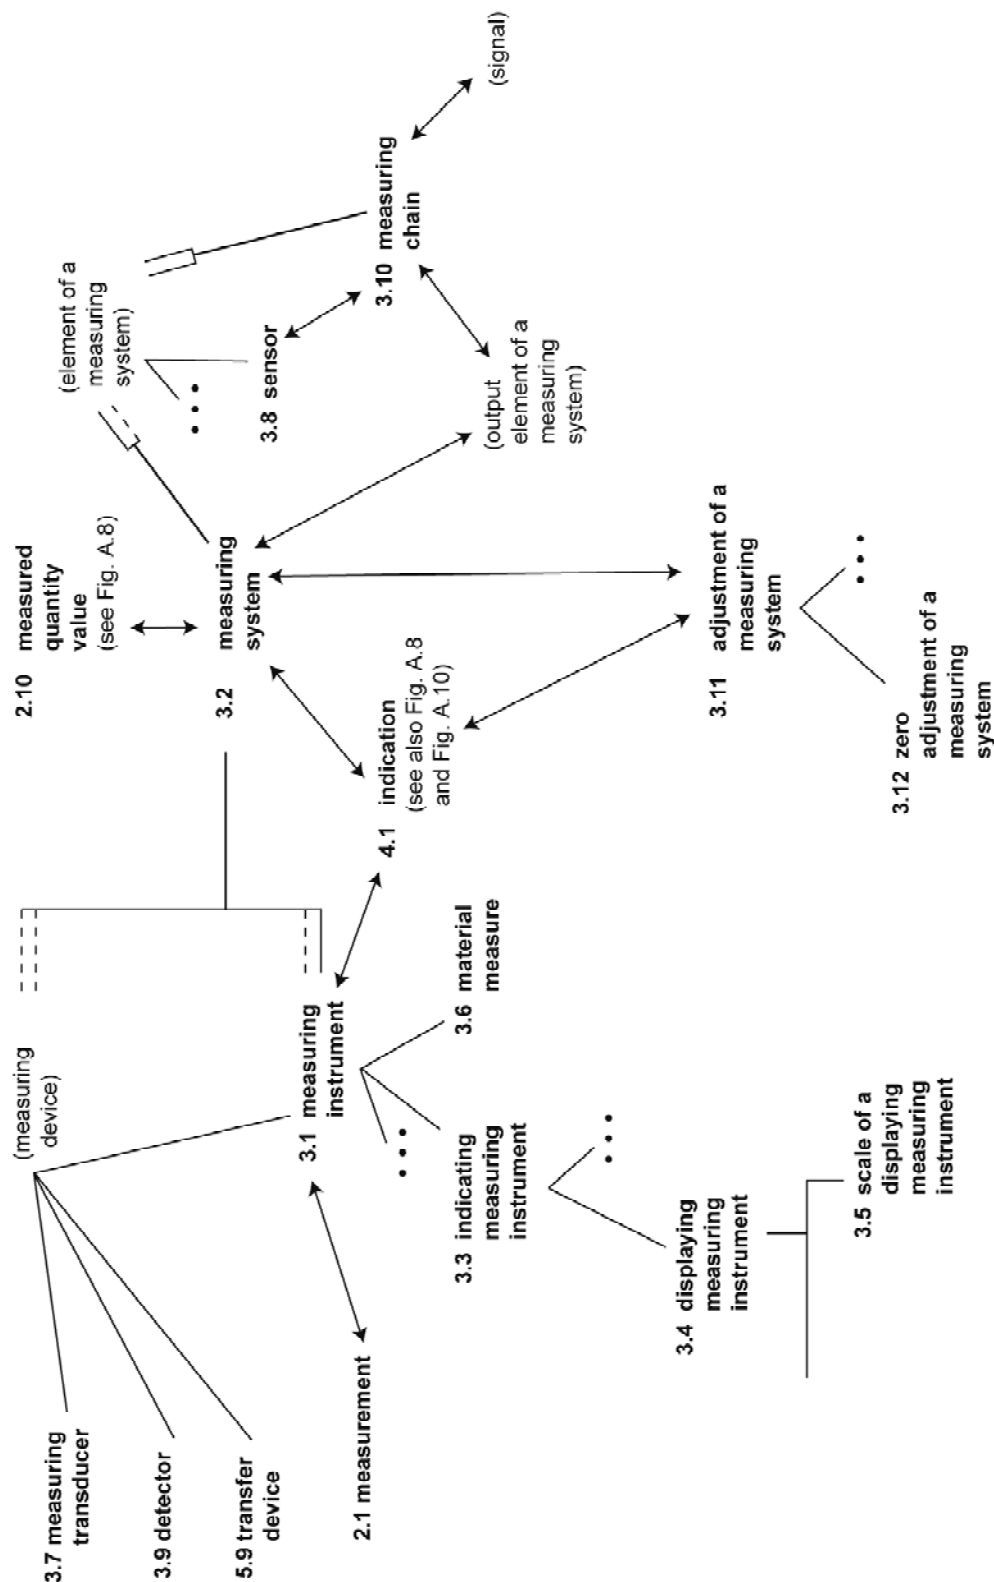 2.10 measured
quantity
value
(see Fig. A.8)
(element of a
measuring
system)
(measuring
device)
3.7 measuring
transducer
3.9 detector
5.9 transfer
device
3.2 measuring
system
3.8 sensor
3.1 measuring
instrument
2.1 measurement
4.1 indication
(see also Fig. A.8
and Fig. A.10)
3.10 measuring
chain
(signal)
3.6 material
measure
3.3 indicating
measuring
instrument
(output
element of a
measuring
system)
3.4 displaying
measuring
instrument
3.11 adjustment of a
measuring
system
3.5 scale of a
displaying
measuring
instrument
3.12 zero
adjustment of a
measuring
system